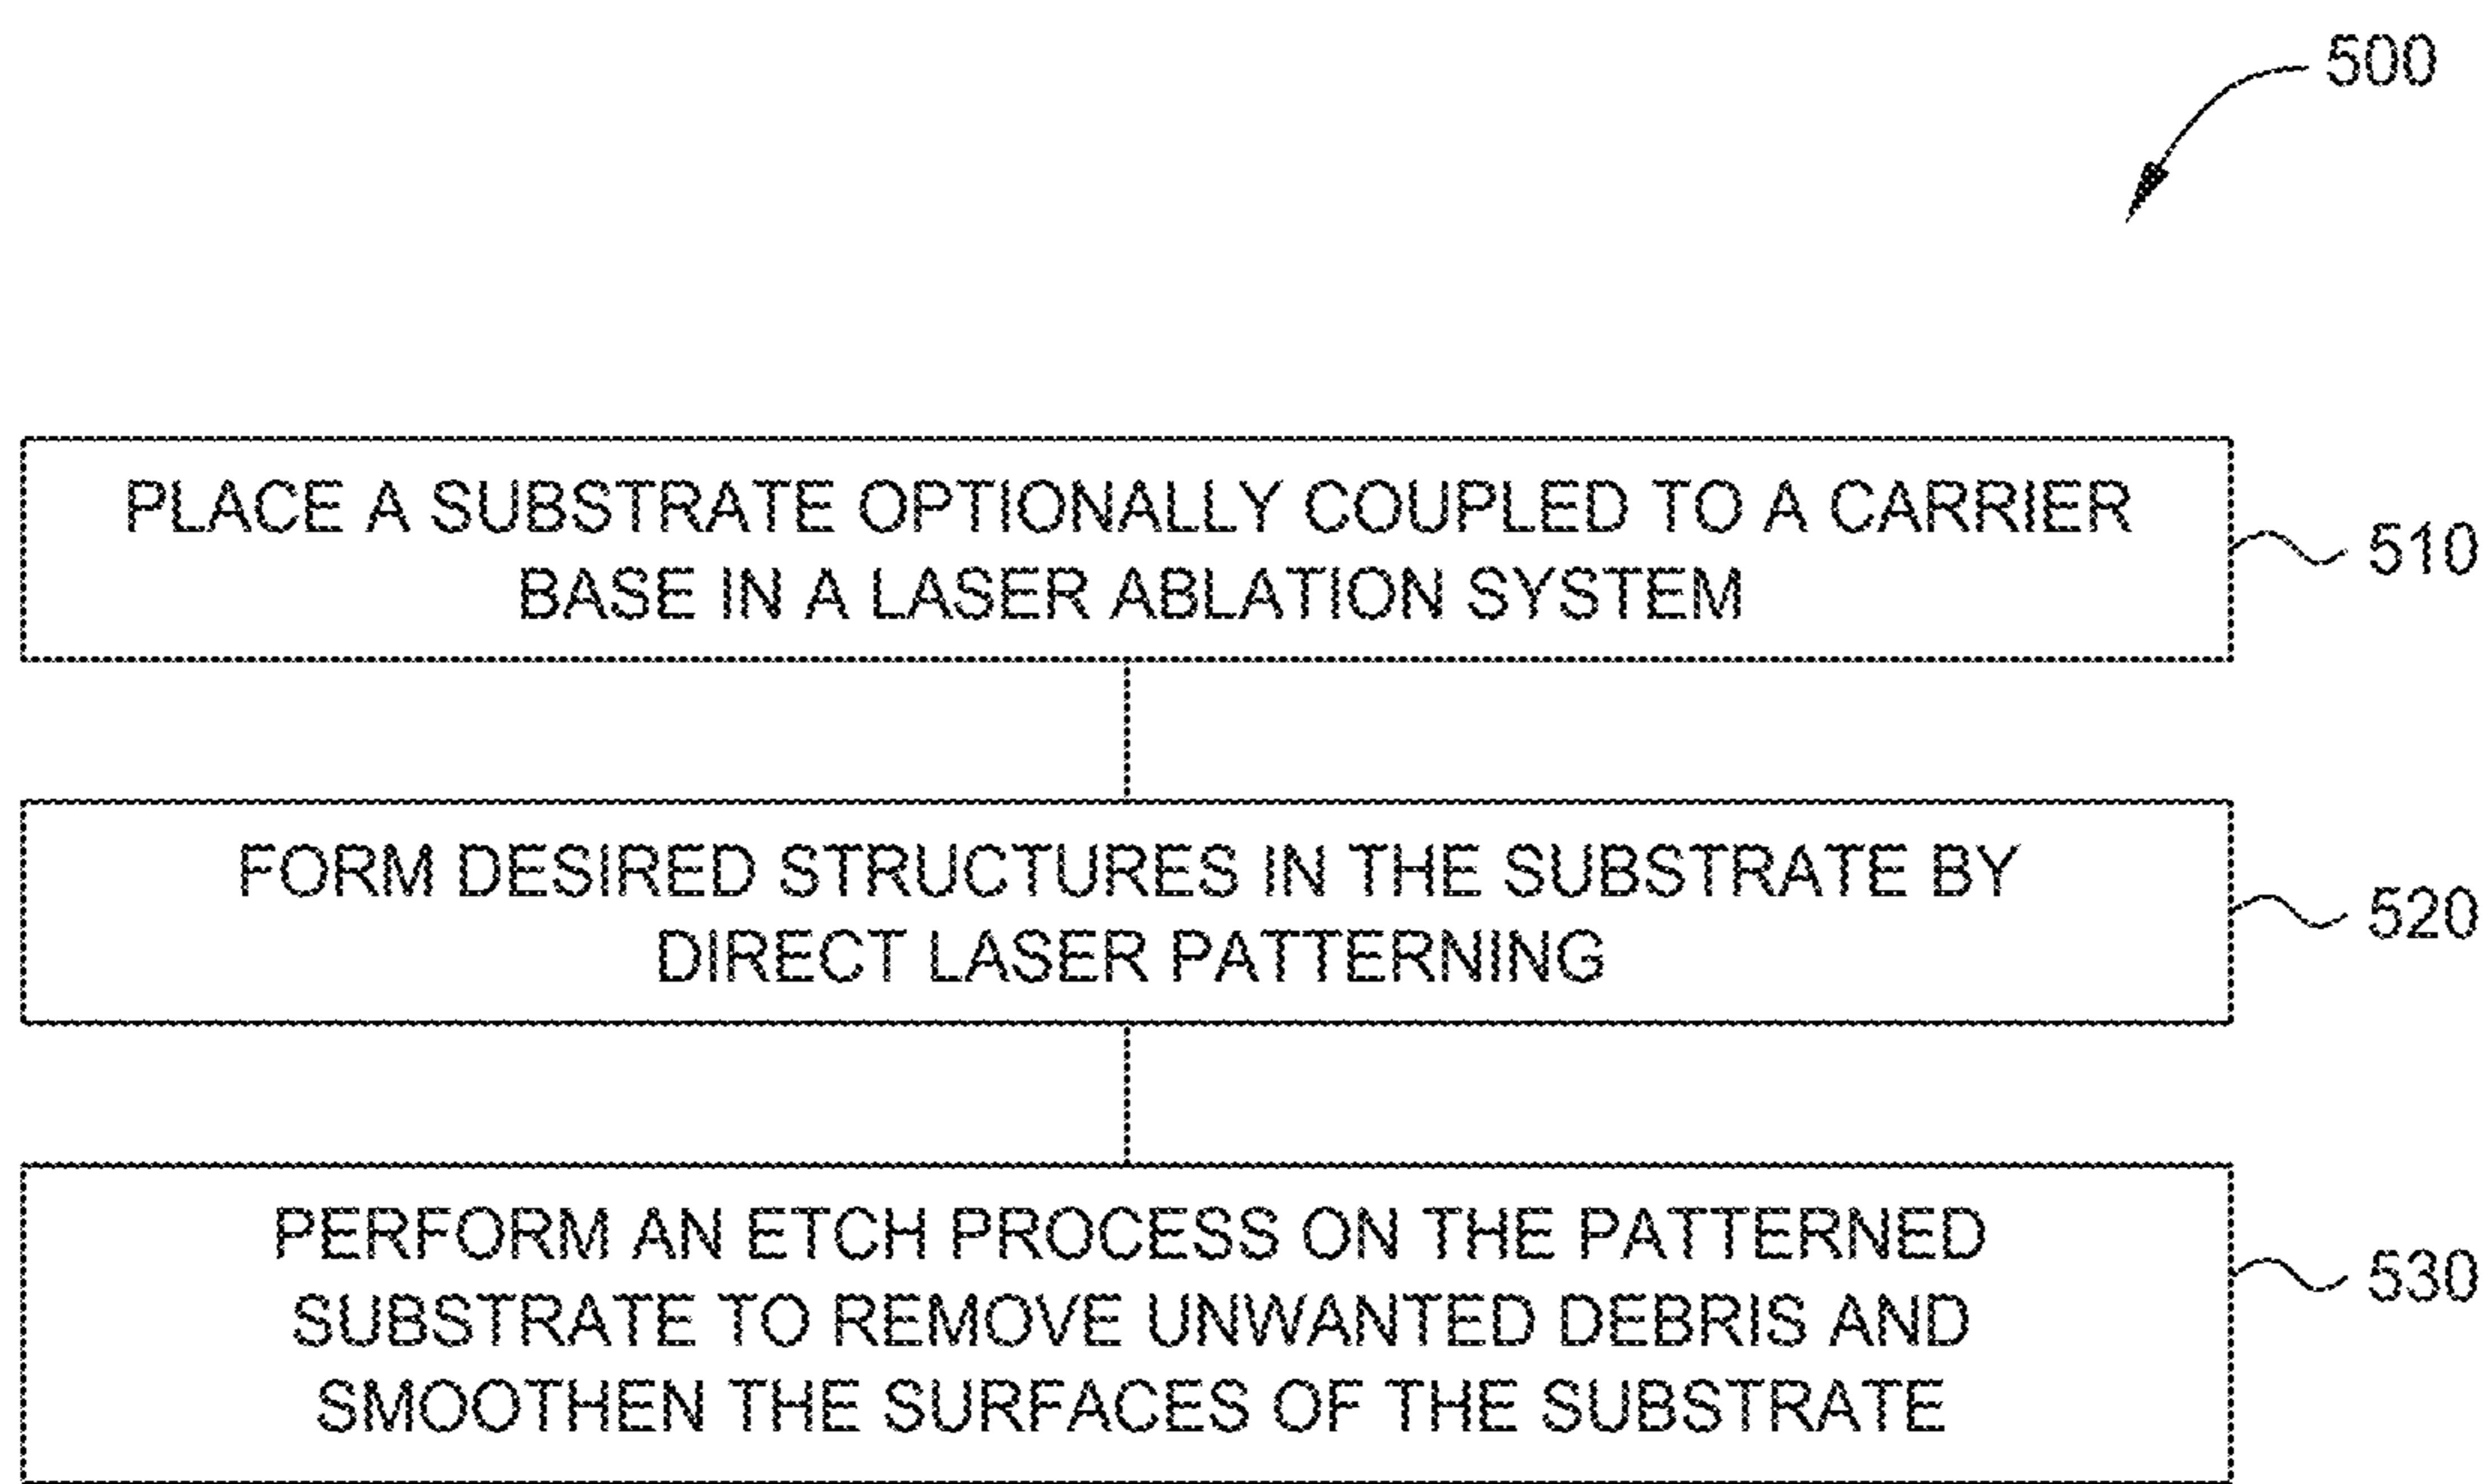 500
PLACE A SUBSTRATE OPTIONALLY COUPLED TO A CARRIER
BASE IN A LASER ABLATION SYSTEM
510
FORM DESIRED STRUCTURES IN THE SUBSTRATE BY
DIRECT LASER PATTERNING
520
PERFORM AN ETCH PROCESS ON THE PATTERNED
SUBSTRATE TO REMOVE UNWANTED DEBRIS AND
SMOOTHEN THE SURFACES OF THE SUBSTRATE
530